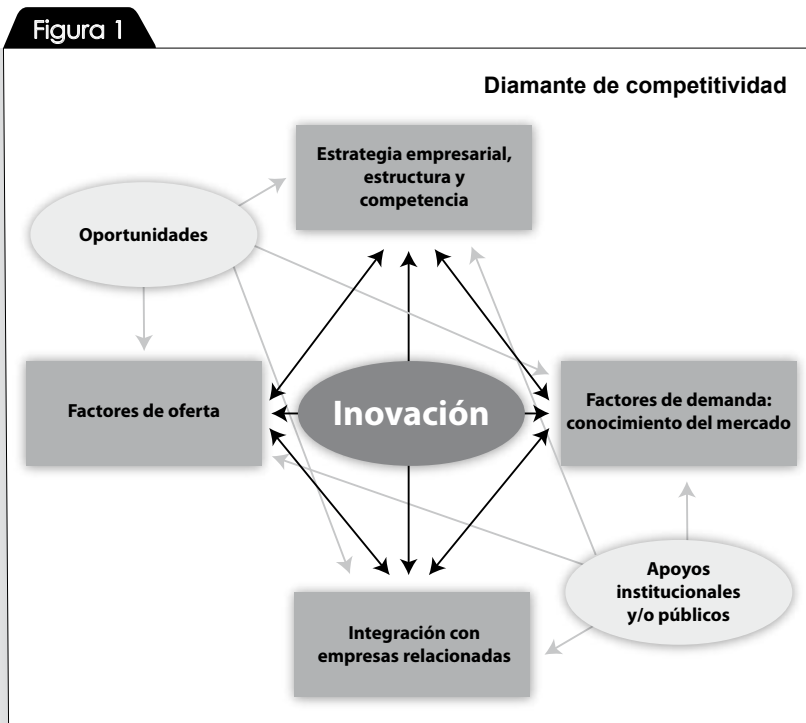 Figura 1
Diamante de competitividad
Estrategia empresarial,
estructura y
competencia
Oportunidades
Factores de oferta
Inovación
Factores de demanda:
conocimiento del mercado
Apoyos
institucionales
y/o públicos
Integración con
empresas relacionadas